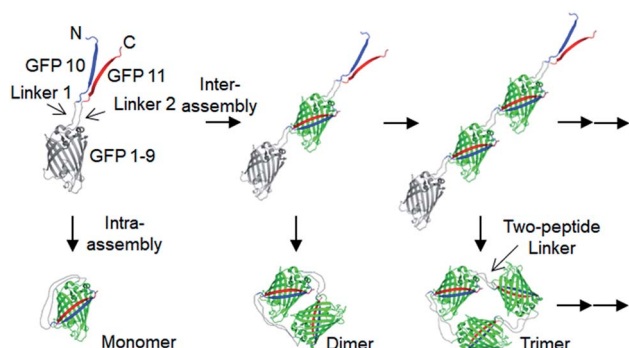 N
C
GFP 10
GFP 11
Linker 1
Linker 2
GFP 1-9
Inter-
assembly
Intra-
assembly
Two-peptide
Linker
Monomer
Dimer
Trimer